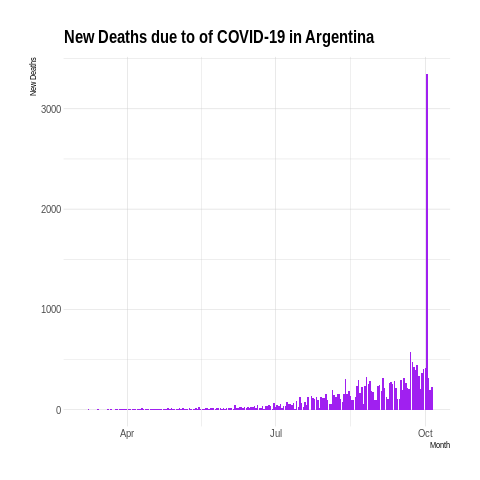 New Deaths due to of COVID-19 in Argentina
New Deaths
3000
2000
1000
0
Apr
Jul
Oct
Month